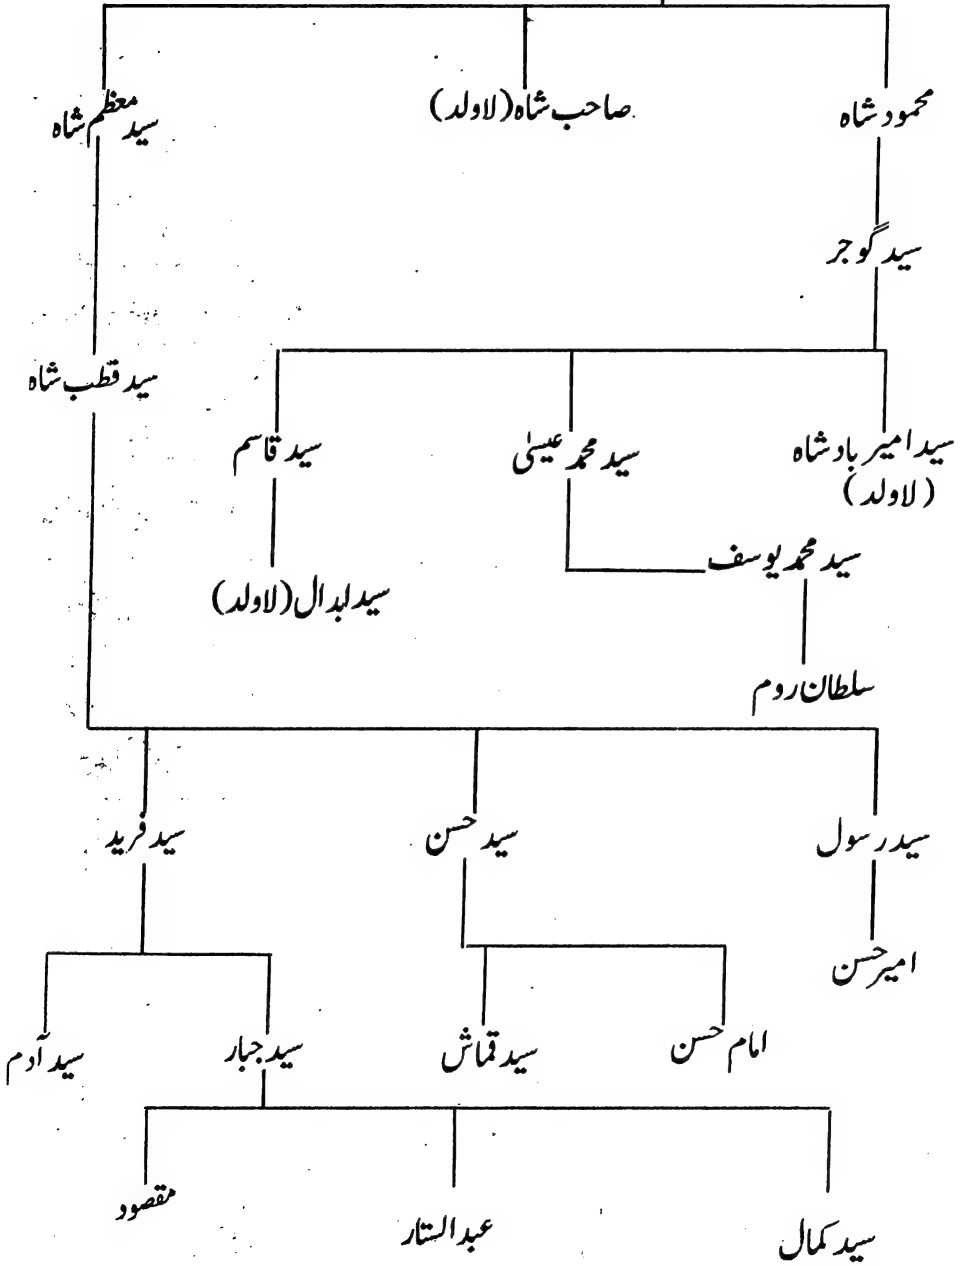 محمود شاہ
صاحب شاہ (لاولد)
سید معظم شاہ
سید گوجر
سید قطب شاہ
سید امیر بادشاہ
(لاولد)
سید محمد عیسیٰ
سید قاسم
سید محمد یوسف
سید ابدال (لاولد)
سلطان روم
سید رسول
سید حسن
سید فرید
امیر حسن
امام حسن
سید قماش
سید جبار
سید آدم
سید کمال
عبدالستار
مقصود